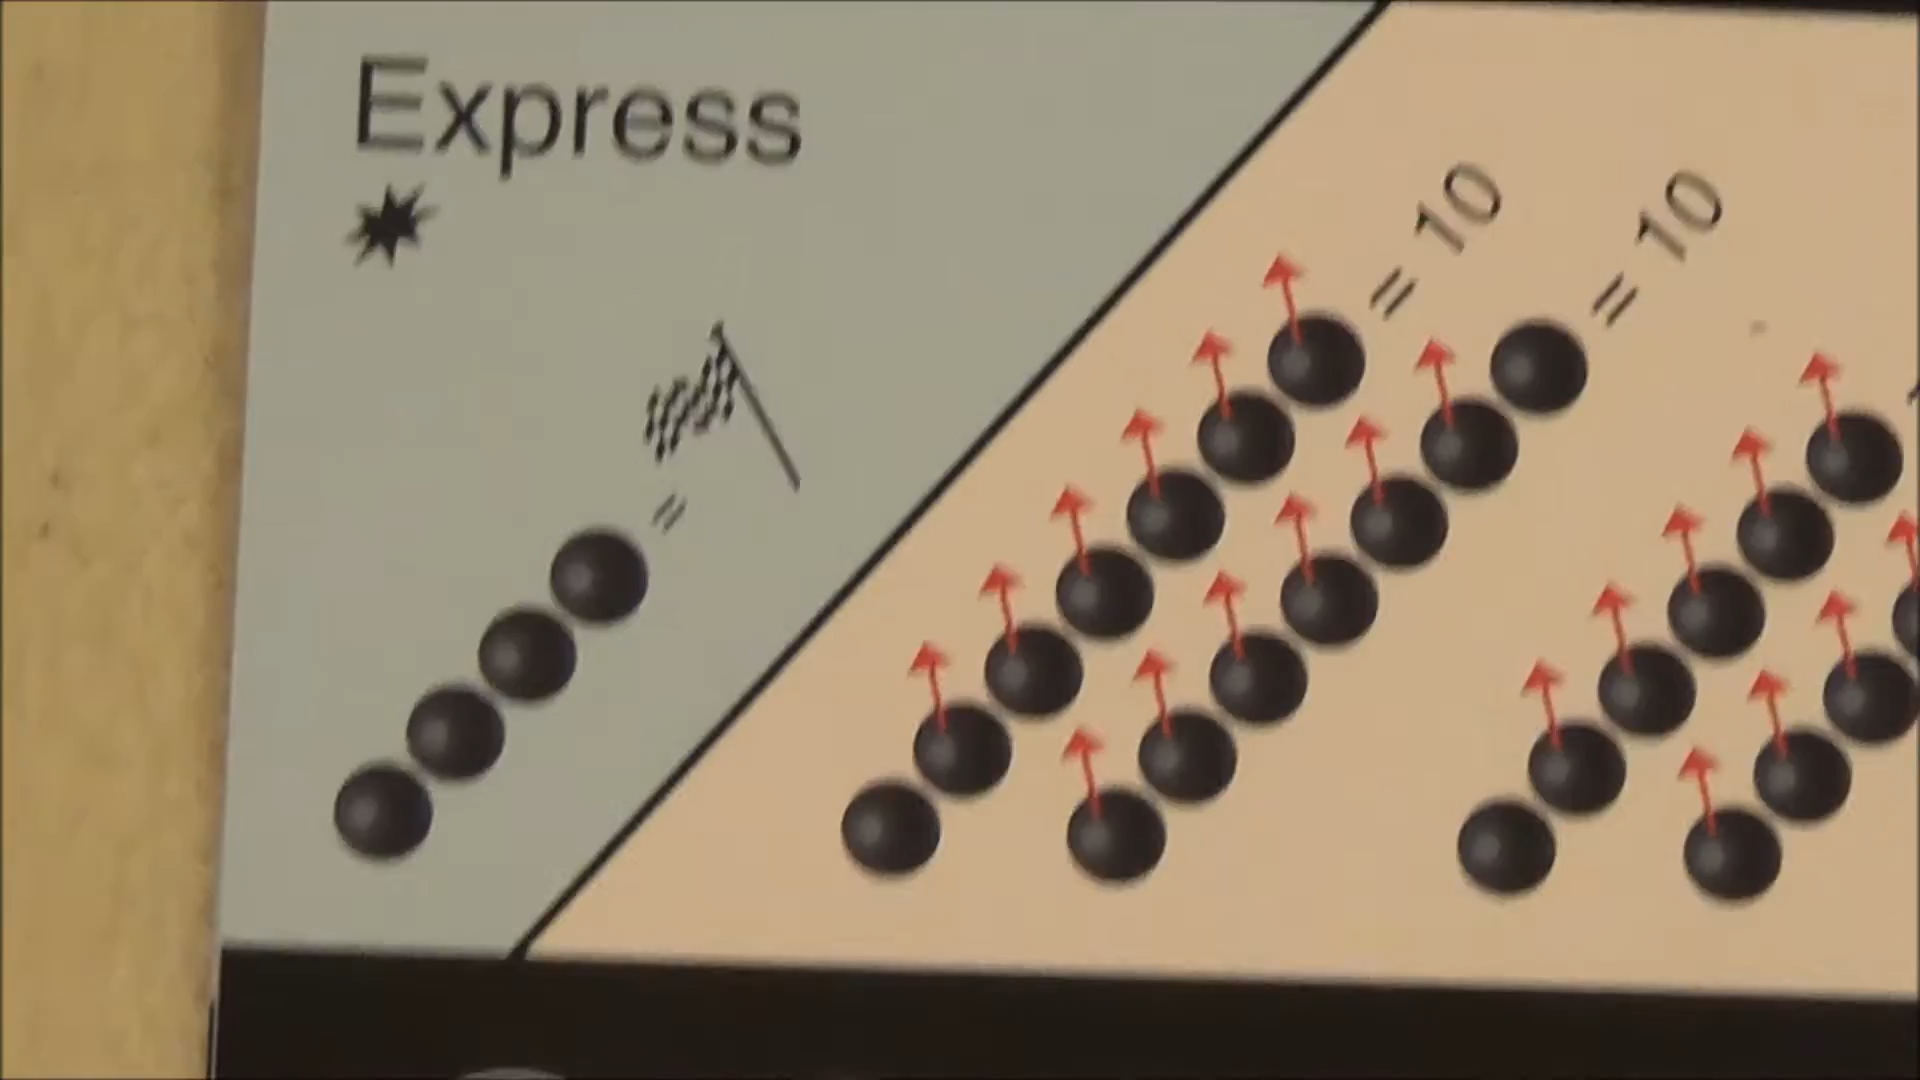 Express
= 10
= 10
=